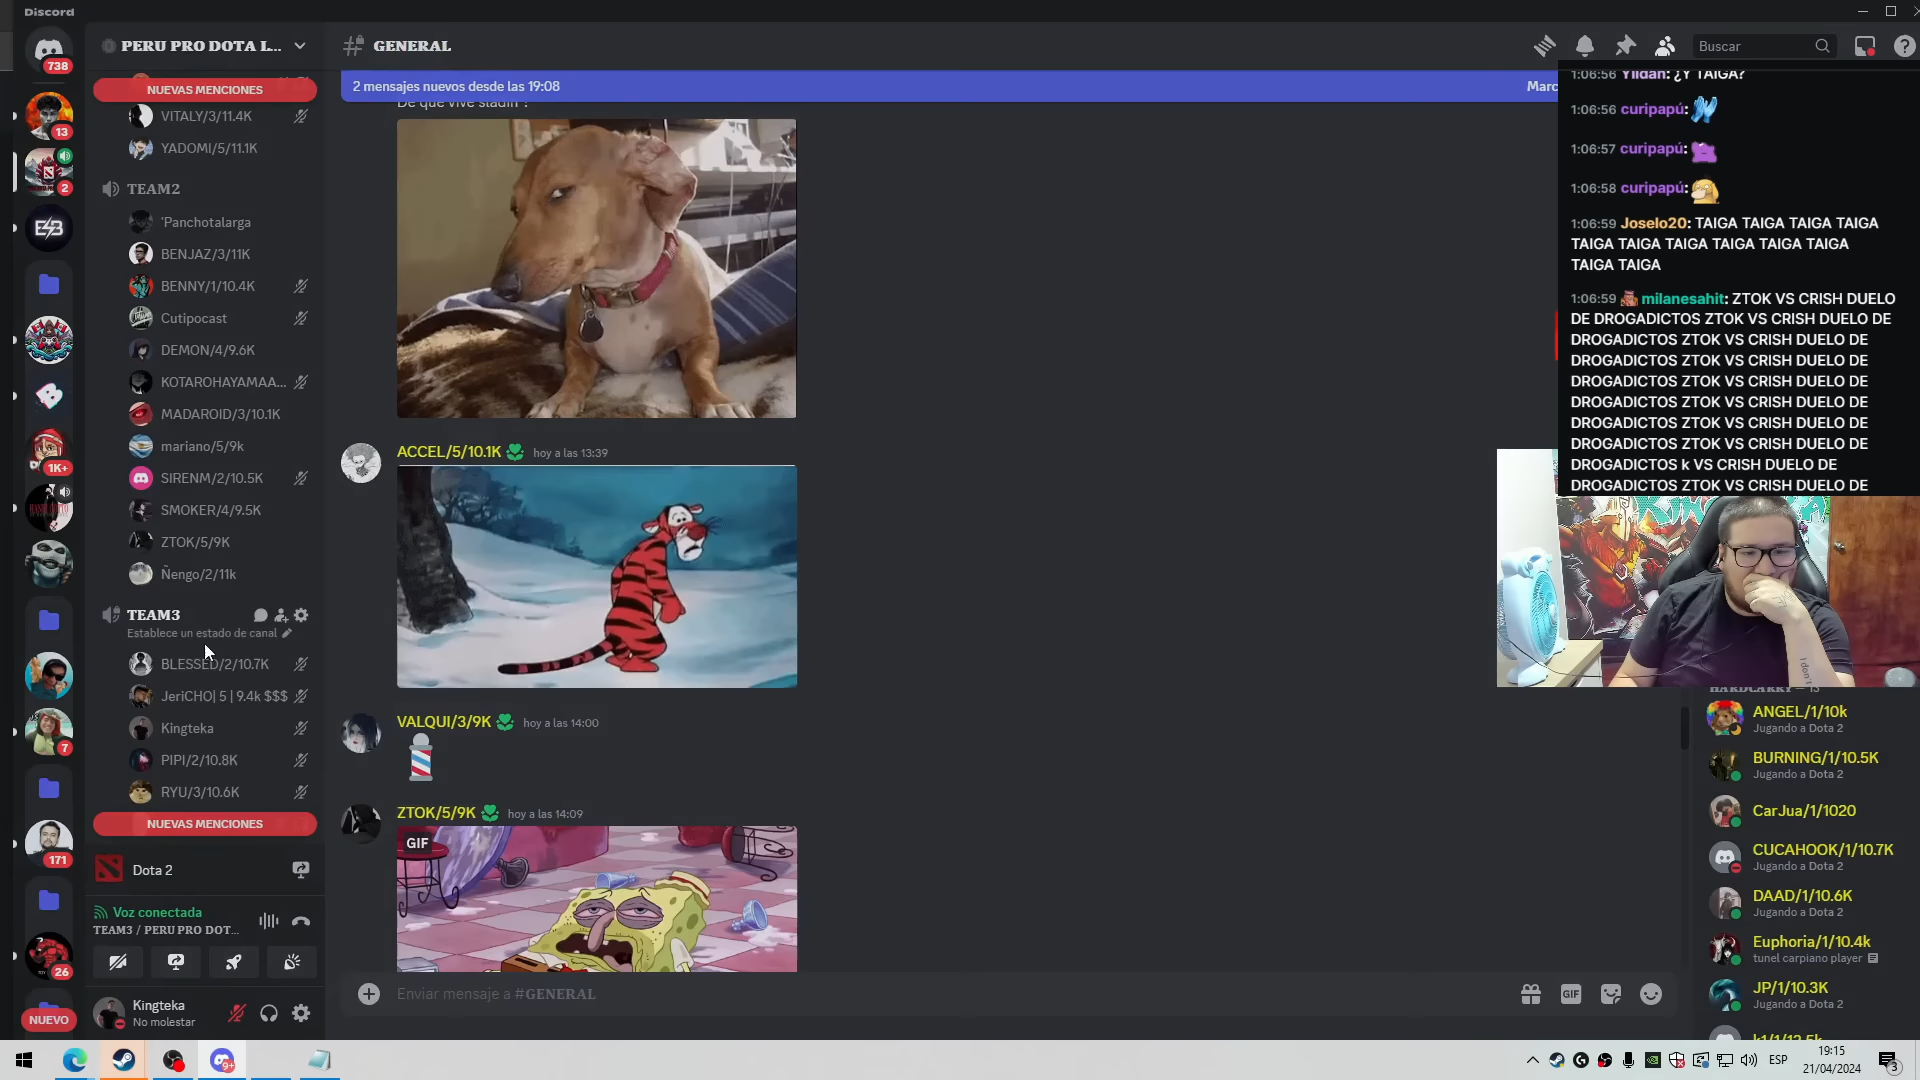 Discord
738
13
2
1K+
7
171
26
NUEVO
PERU PRO DOTA L...
NUEVAS MENCIONES
VITALY/3/11.4K
YADOMI/5/11.1K
TEAM2
'Panchotalarga
BENJAZ/3/11K
BENNY/1/10.4K
Cutipocast
DEMON/4/9.6K
KOTAROHAYAMAA...
MADAROID/3/10.1K
mariano/5/9k
SIRENM/2/10.5K
SMOKER/4/9.5K
ZTOK/5/9K
Ñengo/2/11k
TEAM3
Establece un estado de canal
BLESSED/2/10.7K
JeriCHO| 5 | 9.4k $$$
Kingteka
PIPI/2/10.8K
RYU/3/10.6K
NUEVAS MENCIONES
Dota 2
Voz conectada
TEAM3 / PERU PRO DOT...
Kingteka
No molestar
GENERAL
Buscar
2 mensajes nuevos desde las 19:08
Marc
De que vive stadin ?
ACCEL/5/10.1K hoy a las 13:39
VALQUI/3/9K hoy a las 14:00
ZTOK/5/9K hoy a las 14:09
GIF
Enviar mensaje a #GENERAL
GIF
1:06:56 Yildan: ¿Y TAIGA?
1:06:56 curipapú:
1:06:57 curipapú:
1:06:58 curipapú:
1:06:59 Joselo20: TAIGA TAIGA TAIGA TAIGA
TAIGA TAIGA TAIGA TAIGA TAIGA TAIGA
TAIGA TAIGA
1:06:59 milanesahit: ZTOK VS CRISH DUELO
DE DROGADICTOS ZTOK VS CRISH DUELO DE
DROGADICTOS ZTOK VS CRISH DUELO DE
DROGADICTOS ZTOK VS CRISH DUELO DE
DROGADICTOS ZTOK VS CRISH DUELO DE
DROGADICTOS ZTOK VS CRISH DUELO DE
DROGADICTOS ZTOK VS CRISH DUELO DE
DROGADICTOS ZTOK VS CRISH DUELO DE
DROGADICTOS k VS CRISH DUELO DE
DROGADICTOS ZTOK VS CRISH DUELO DE
I don't
HARDCARRY — 13
ANGEL/1/10k
Jugando a Dota 2
BURNING/1/10.5K
Jugando a Dota 2
CarJua/1/1020
CUCAHOOK/1/10.7K
Jugando a Dota 2
DAAD/1/10.6K
Jugando a Dota 2
Euphoria/1/10.4k
tunel carpiano player
JP/1/10.3K
Jugando a Dota 2
k1/1/12.5k
9+
ESP
19:15
21/04/2024
3